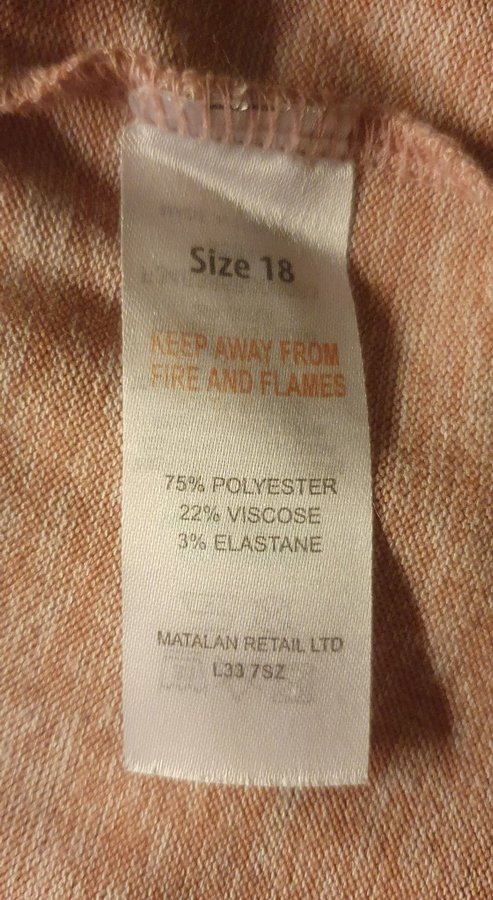 Size 18
KEEP AWAY FROM
FIRE AND FLAMES
75% POLYESTER
22% VISCOSE
3% ELASTANE
MATALAN RETAIL LTD
L33 7SZ